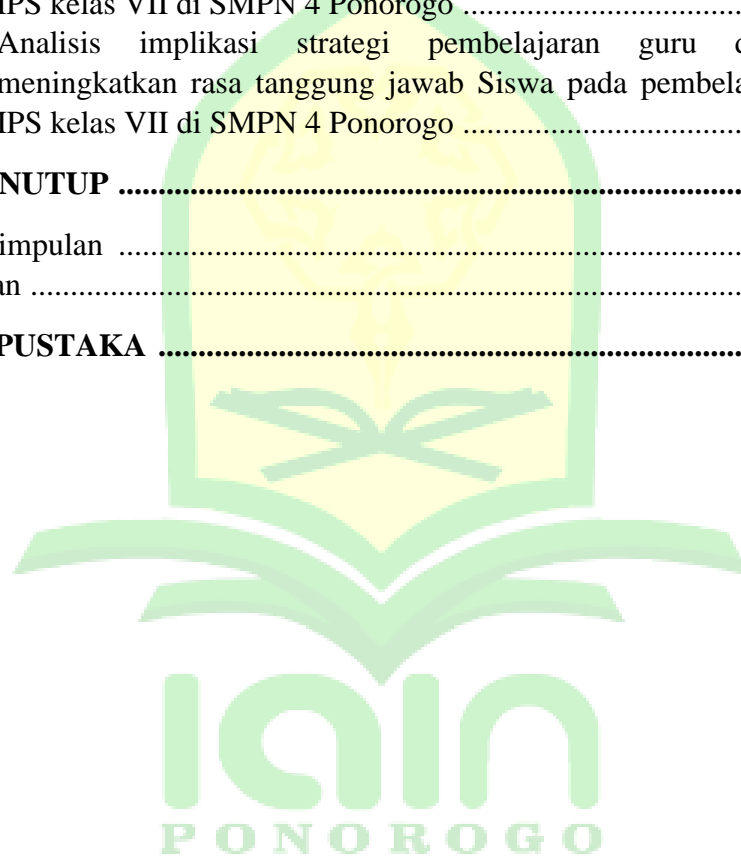 IPS kelas VII di SMPN 4 Ponorogo ...................................
Analisis implikasi strategi pembelajaran guru d
meningkatkan rasa tanggung jawab Siswa pada pembela
IPS kelas VII di SMPN 4 Ponorogo ...................................
NUTUP ..............................................................................
impulan ..............................................................................
an .........................................................................................
PUSTAKA .........................................................................
iain
PONOROGO